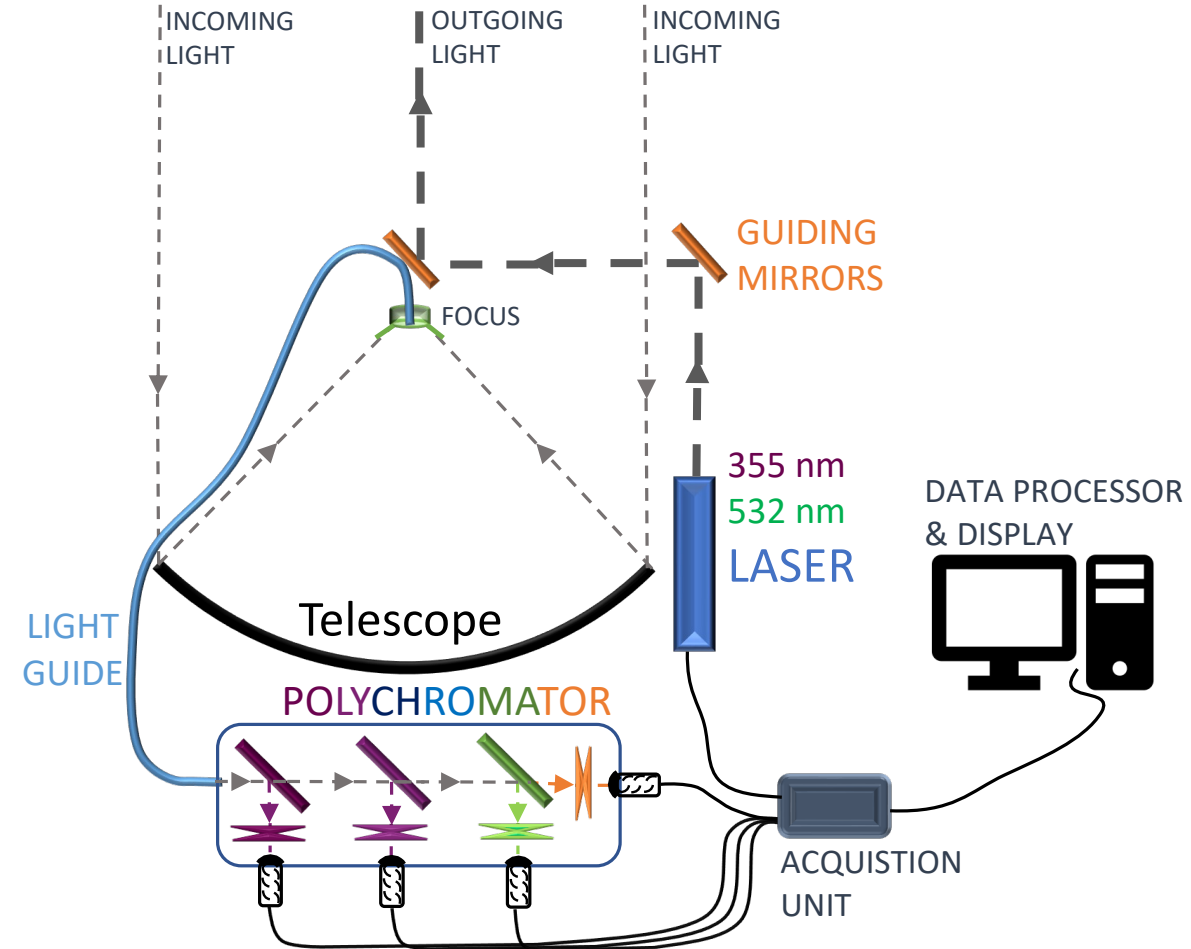 INCOMING
LIGHT
OUTGOING
LIGHT
INCOMING
LIGHT
GUIDING
MIRRORS
FOCUS
355 nm
532 nm
LASER
DATA PROCESSOR
& DISPLAY
Telescope
LIGHT
GUIDE
POLYCHROMATOR
ACQUISTION
UNIT